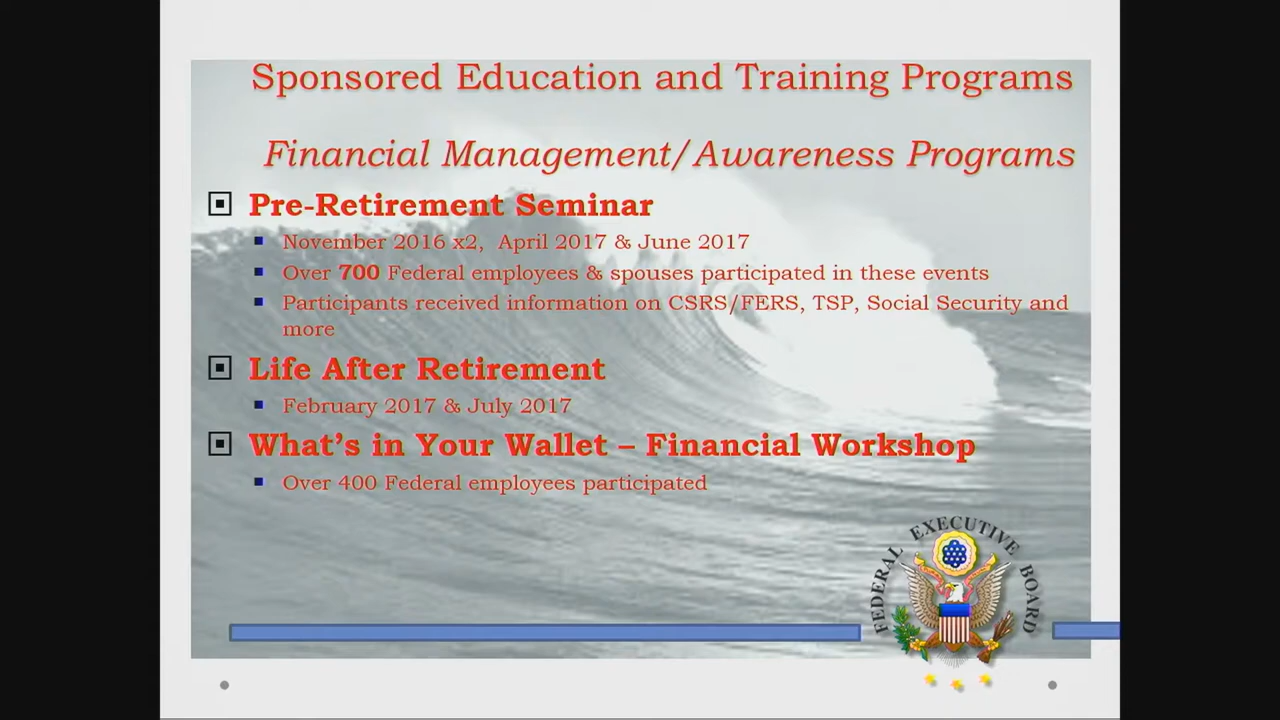 Sponsored Education and Training Programs
Financial Management/Awareness Programs
Pre-Retirement Seminar
November 2016 x2, April 2017 & June 2017
Over 700 Federal employees & spouses participated in these events
Participants received information on CSRS/FERS, TSP, Social Security and
more
Life After Retirement
February 2017 & July 2017
What's in Your Wallet – Financial Workshop
Over 400 Federal employees participated
FEDERAL EXECUTIVE BOARD